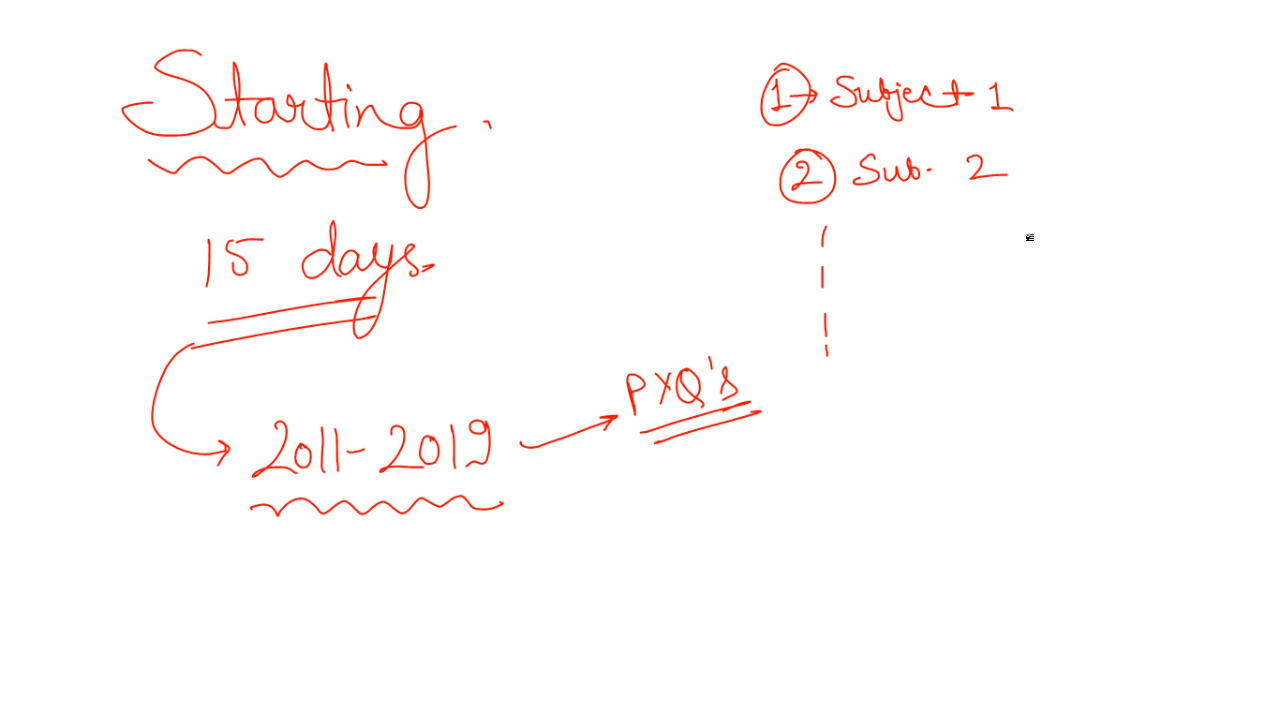 Starting.
15 days.
2011-2019 → PYQ's
1 → Subject 1
2 Sub. 2